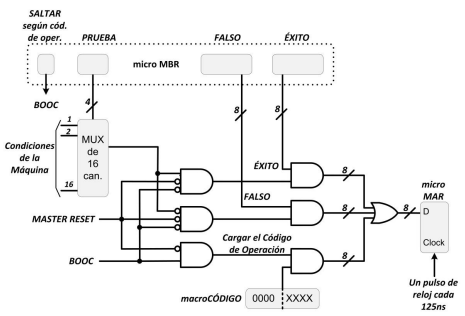 SALTAR
según cód.
de oper.
PRUEBA
FALSO
ÉXITO
micro MBR
BOOC
4
8
8
Condiciones
de la
Máquina
1
2
16
MUX
de
16
can.
ÉXITO
8
FALSO
8
MASTER RESET
micro
MAR
8
D
Clock
Cargar el Código
de Operación
BOOC
8
macroCÓDIGO
0000 XXXX
Un pulso de
reloj cada
125ns